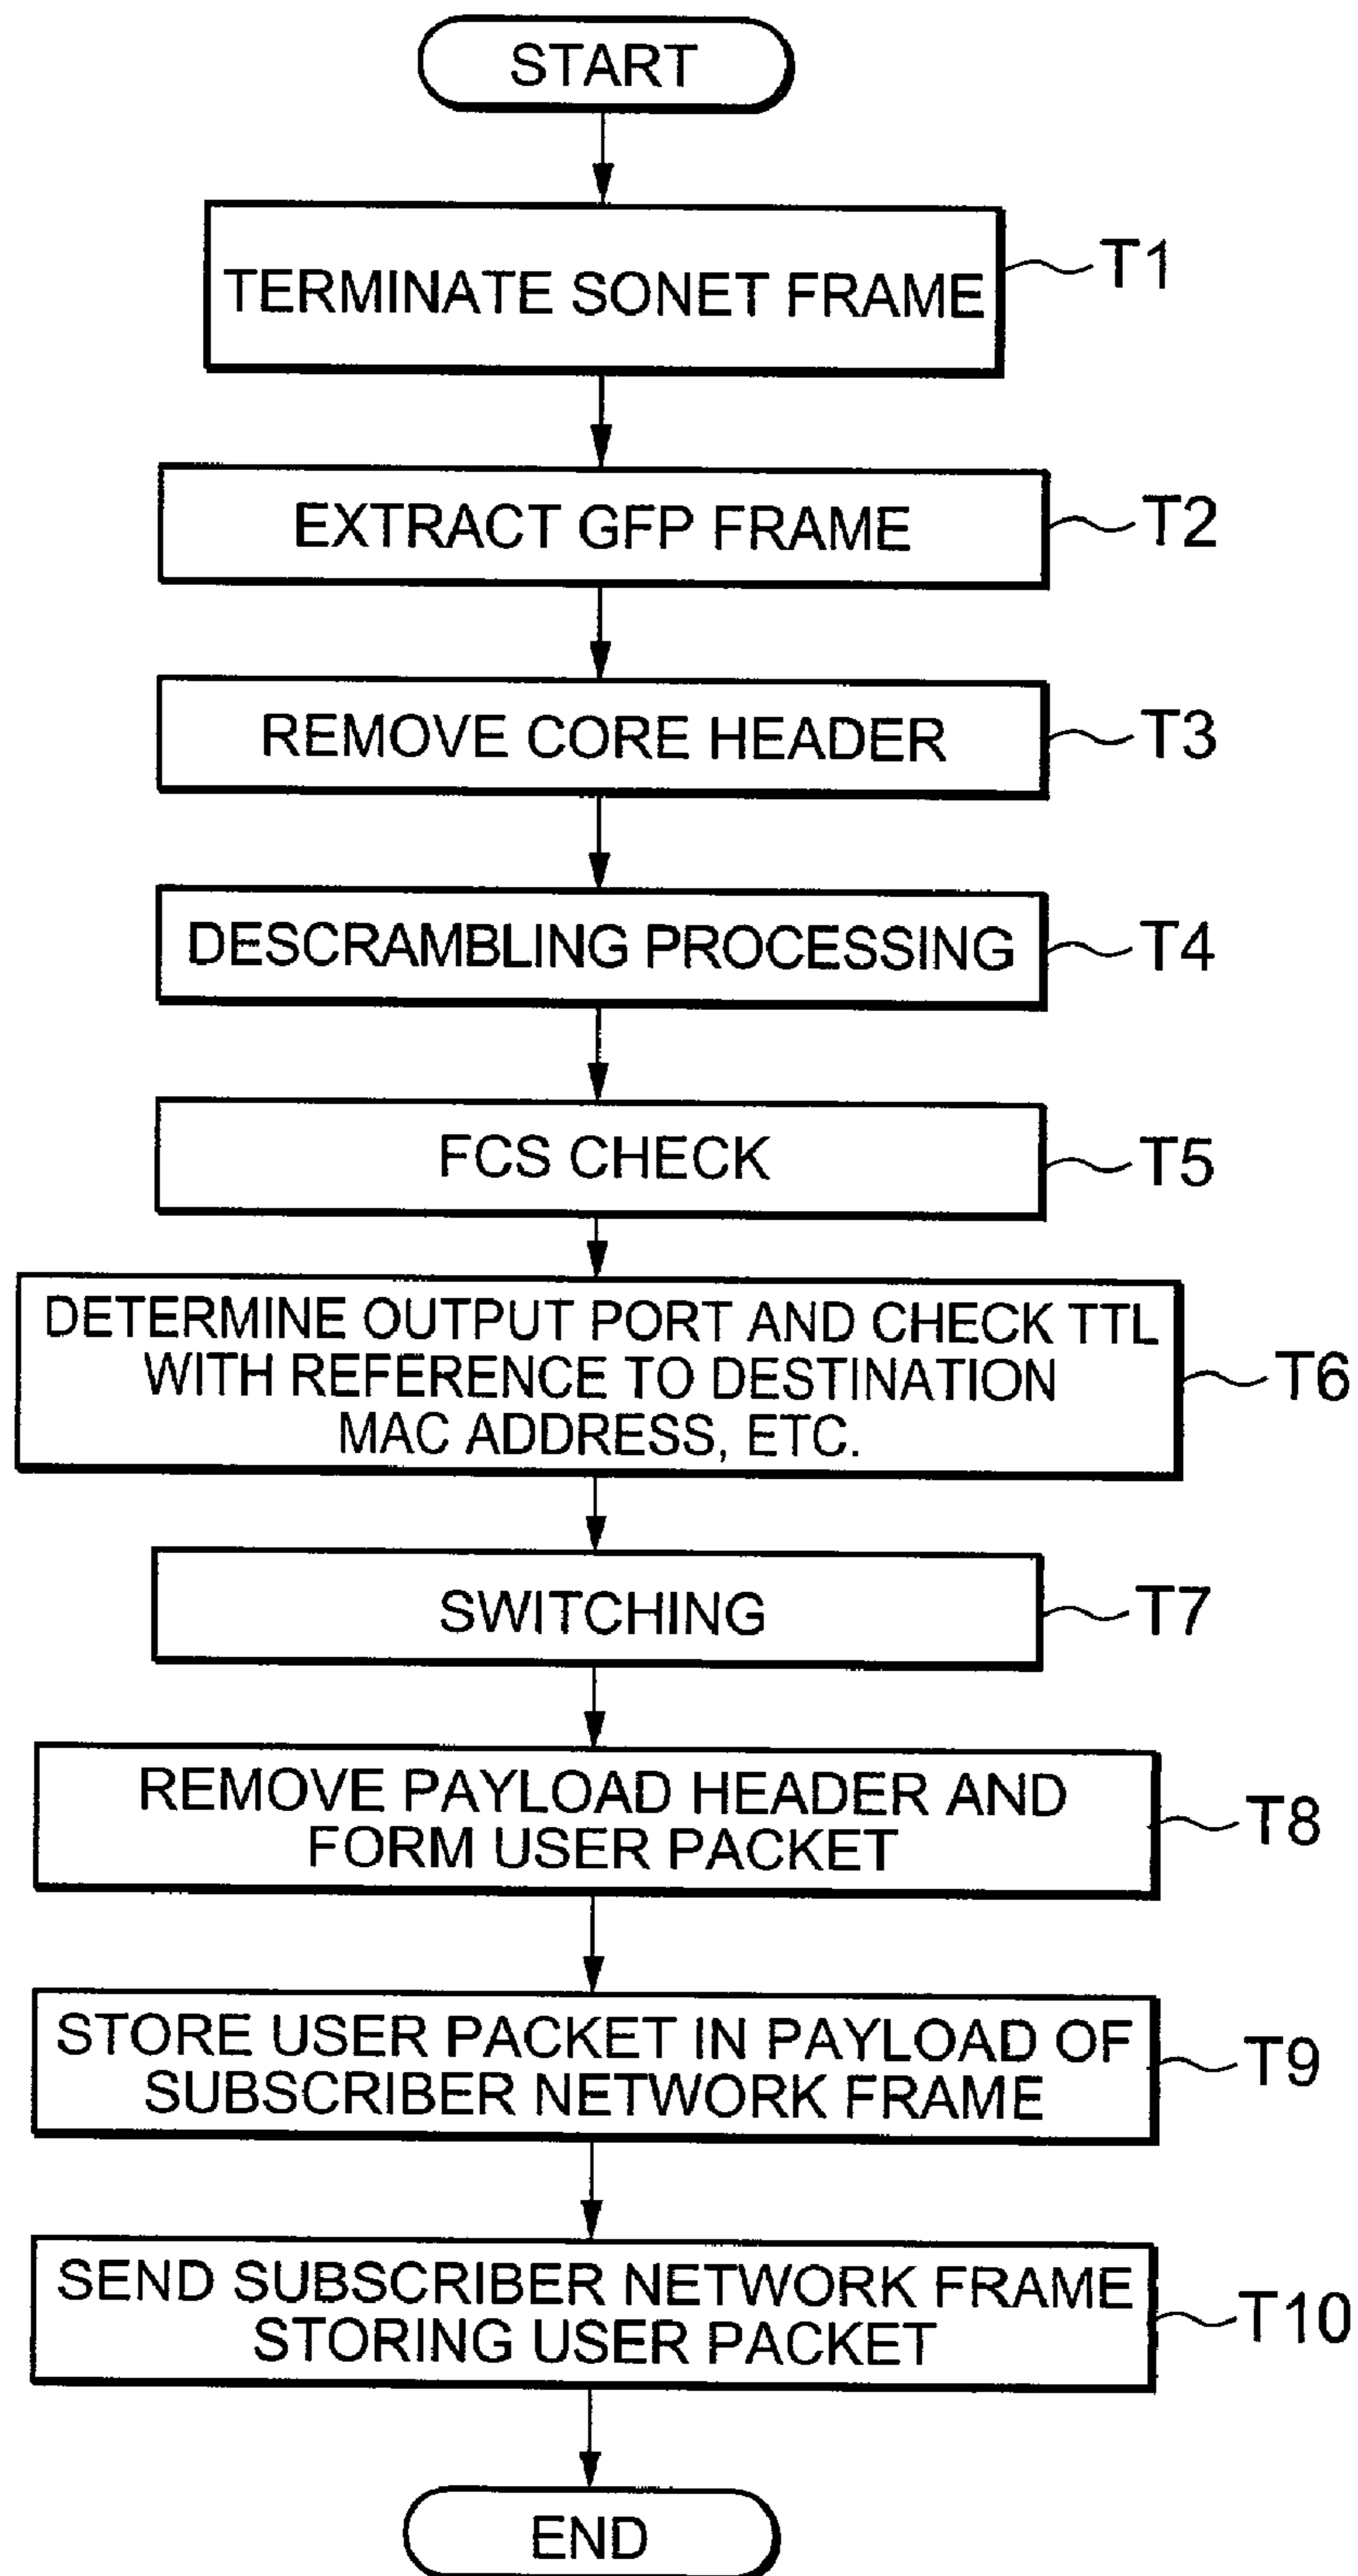 START
TERMINATE SONET FRAME
T1
EXTRACT GFP FRAME
T2
REMOVE CORE HEADER
T3
DESCRAMBLING PROCESSING
T4
FCS CHECK
T5
DETERMINE OUTPUT PORT AND CHECK TTL
WITH REFERENCE TO DESTINATION
MAC ADDRESS, ETC.
T6
SWITCHING
T7
REMOVE PAYLOAD HEADER AND
FORM USER PACKET
T8
STORE USER PACKET IN PAYLOAD OF
SUBSCRIBER NETWORK FRAME
T9
SEND SUBSCRIBER NETWORK FRAME
STORING USER PACKET
T10
END